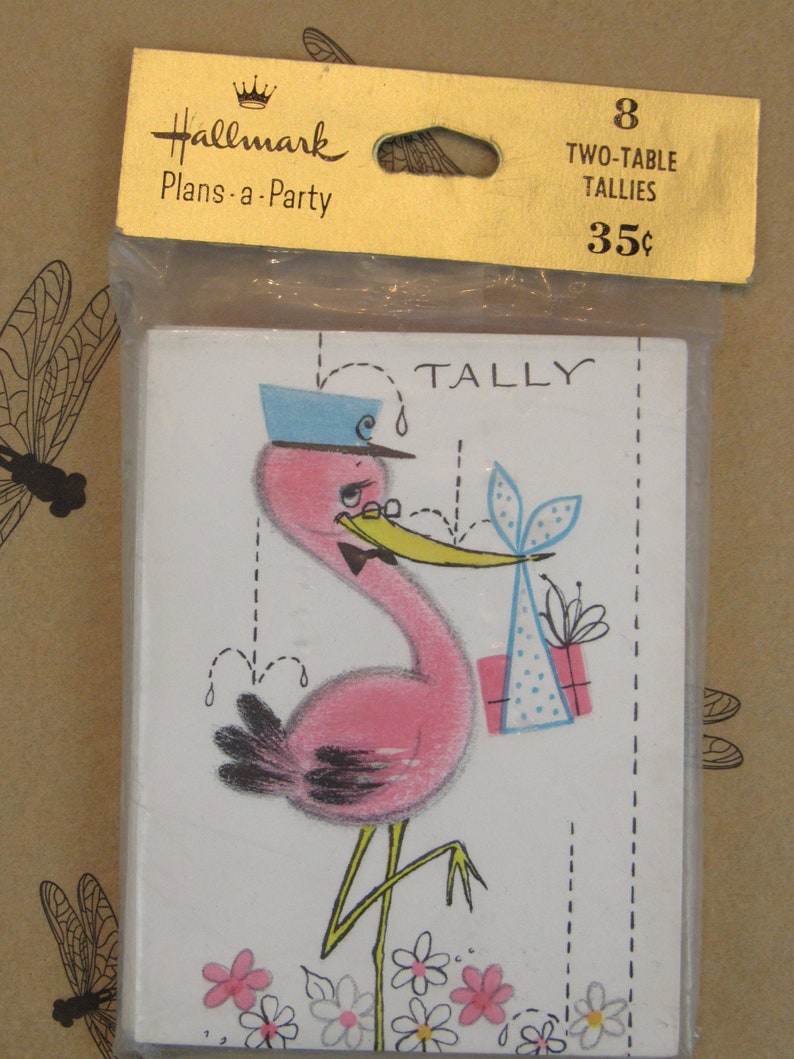 Hallmark
Plans-a-Party
8
TWO-TABLE
TALLIES
35¢
TALLY
C